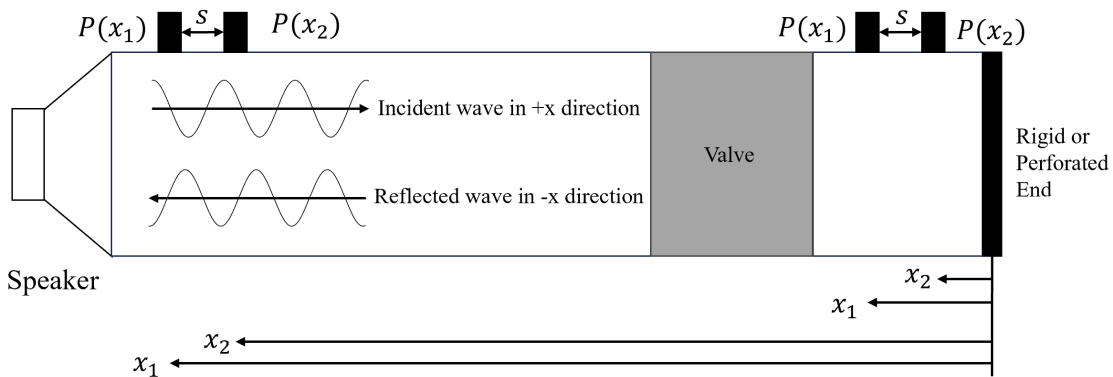 P(x₁) s P(x₂) P(x₁) s P(x₂)
Incident wave in +x direction
Reflected wave in -x direction
Valve
Rigid or
Perforated
End
Speaker
x₂
x₁
x₂
x₁